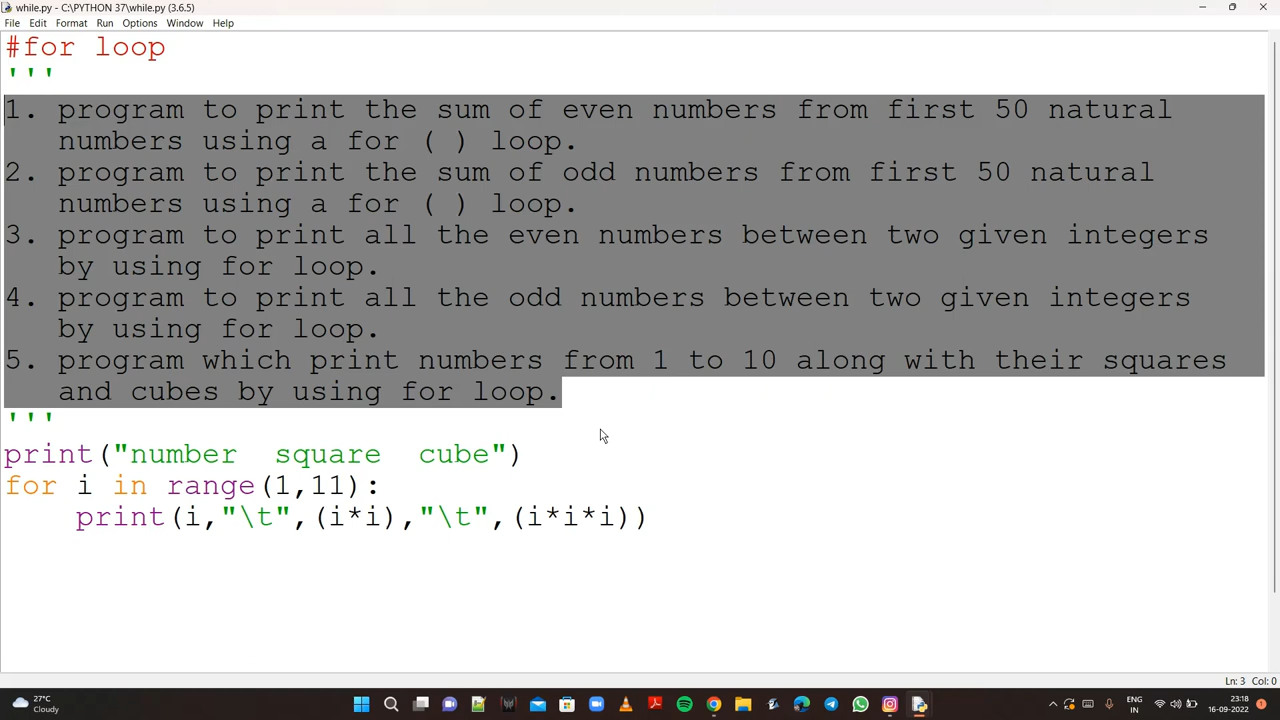 while.py - C:\PYTHON 37\while.py (3.6.5)
File Edit Format Run Options Window Help
#for loop
'''
1. program to print the sum of even numbers from first 50 natural
numbers using a for ( ) loop.
2. program to print the sum of odd numbers from first 50 natural
numbers using a for ( ) loop.
3. program to print all the even numbers between two given integers
by using for loop.
4. program to print all the odd numbers between two given integers
by using for loop.
5. program which print numbers from 1 to 10 along with their squares
and cubes by using for loop.
'''
print("number  square  cube")
for i in range(1,11):
    print(i,"\t",(i*i),"\t",(i*i*i))
Ln: 3 Col: 0
27°C
Cloudy
ENG
IN
23:18
16-09-2022